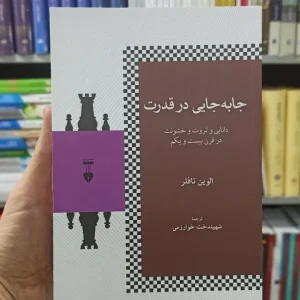 جابه‌جایی در قدرت
دانایی و ثروت و خشونت
در قرن بیست و یکم
الوین تافلر
ترجمهٔ
شهیندخت خوارزمی